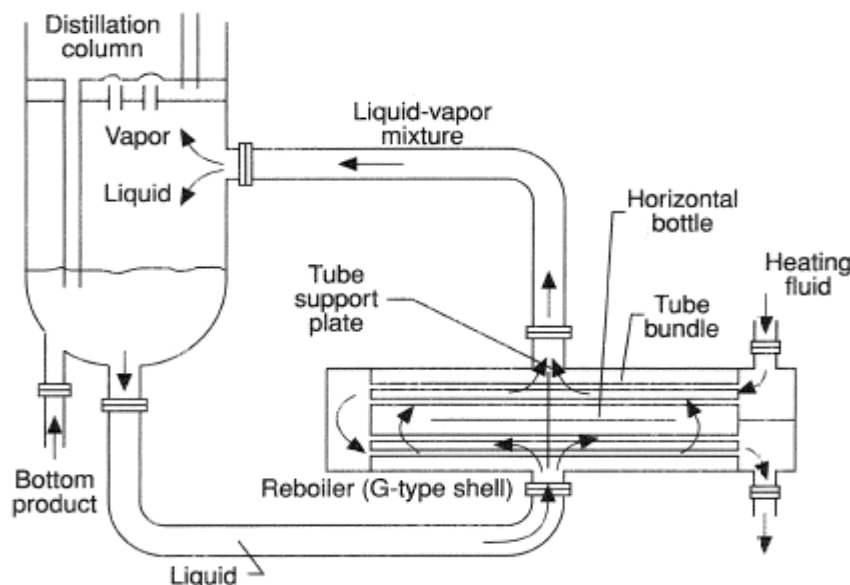 Distillation
column
Vapor
Liquid
Liquid-vapor
mixture
Horizontal
bottle
Tube
support
plate
Tube
bundle
Heating
fluid
Bottom
product
Reboiler (G-type shell)
Liquid